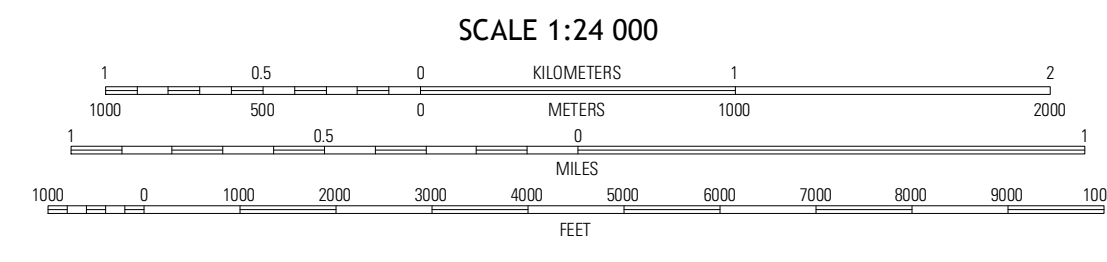 SCALE 1:24 000
1 0.5 0 KILOMETERS 1 2
1000 500 0 METERS 1000 2000
1 0.5 0 1
MILES
1000 0 1000 2000 3000 4000 5000 6000 7000 8000 9000 100
FEET